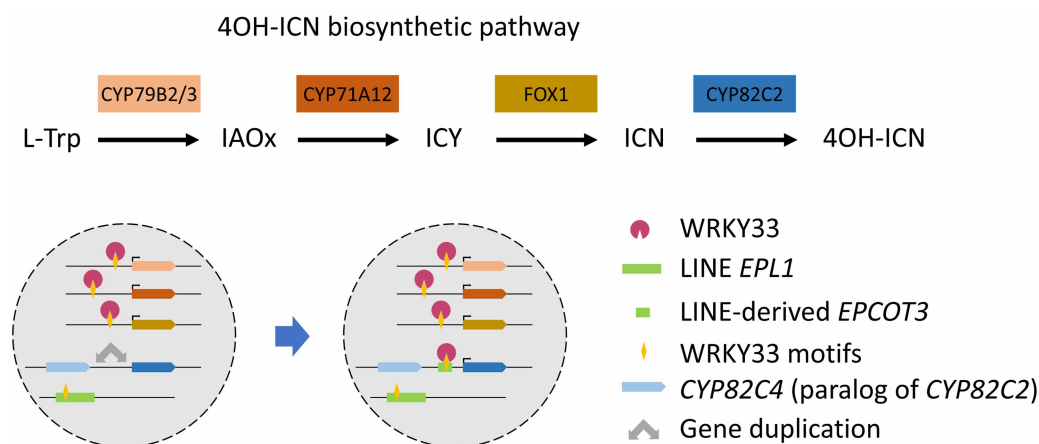 4OH-ICN biosynthetic pathway
CYP79B2/3 CYP71A12 FOX1 CYP82C2
L-Trp IAOx ICY ICN 4OH-ICN
WRKY33
LINE EPL1
LINE-derived EPCOT3
WRKY33 motifs
CYP82C4 (paralog of CYP82C2)
Gene duplication